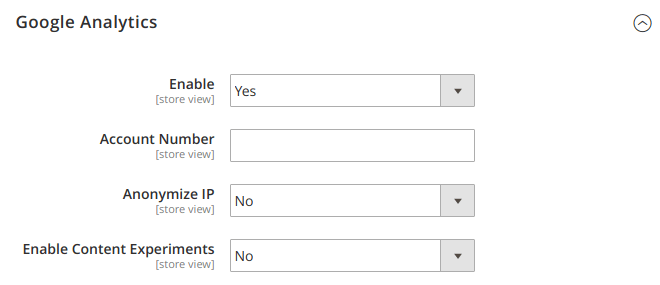 Google Analytics
Enable
[store view]
Yes
Account Number
[store view]
Anonymize IP
[store view]
No
Enable Content Experiments
[store view]
No